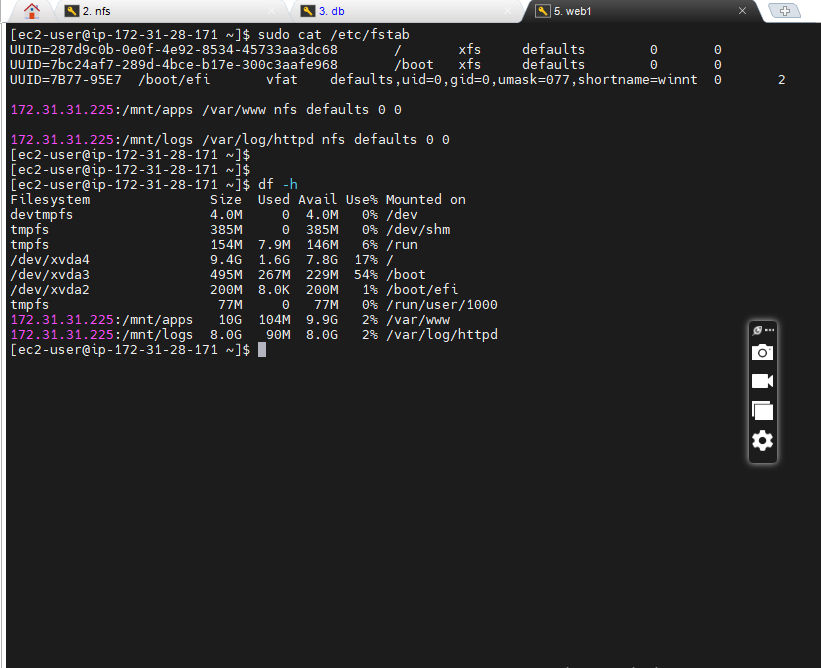 2. nfs
3. db
5. web1
[ec2-user@ip-172-31-28-171 ~]$ sudo cat /etc/fstab
UUID=287d9c0b-0e0f-4e92-8534-45733aa3dc68       /       xfs     defaults        0       0
UUID=7bc24af7-289d-4bce-b17e-300c3aafe968       /boot   xfs     defaults        0       0
UUID=7B77-95E7  /boot/efi       vfat    defaults,uid=0,gid=0,umask=077,shortname=winnt  0       2
172.31.31.225:/mnt/apps /var/www nfs defaults 0 0
172.31.31.225:/mnt/logs /var/log/httpd nfs defaults 0 0
[ec2-user@ip-172-31-28-171 ~]$
[ec2-user@ip-172-31-28-171 ~]$
[ec2-user@ip-172-31-28-171 ~]$ df -h
Filesystem               Size  Used Avail Use% Mounted on
devtmpfs                 4.0M     0  4.0M   0% /dev
tmpfs                    385M     0  385M   0% /dev/shm
tmpfs                    154M  7.9M  146M   6% /run
/dev/xvda4               9.4G  1.6G  7.8G  17% /
/dev/xvda3               495M  267M  229M  54% /boot
/dev/xvda2               200M  8.0K  200M   1% /boot/efi
tmpfs                     77M     0   77M   0% /run/user/1000
172.31.31.225:/mnt/apps   10G  104M  9.9G   2% /var/www
172.31.31.225:/mnt/logs  8.0G   90M  8.0G   2% /var/log/httpd
[ec2-user@ip-172-31-28-171 ~]$